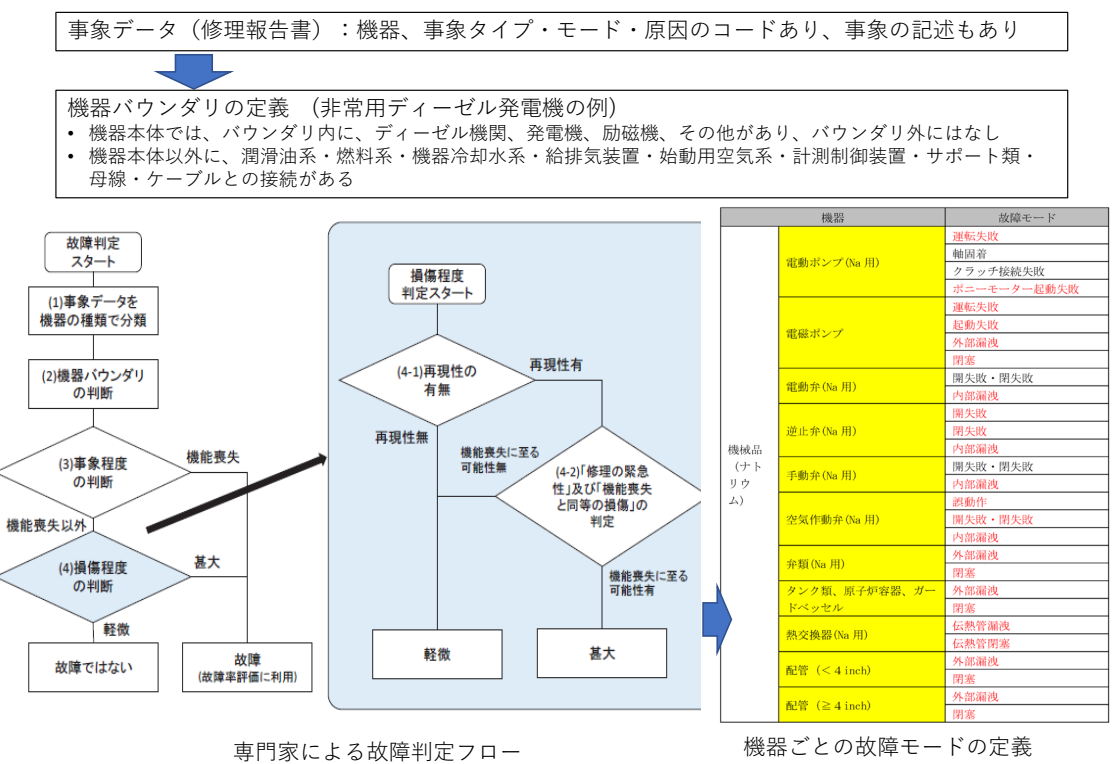 事象データ（修理報告書）：機器、事象タイプ・モード・原因のコードあり、事象の記述もあり
機器バウンダリの定義　(非常用ディーゼル発電機の例)
• 機器本体では、バウンダリ内に、ディーゼル機関、発電機、励磁機、その他があり、バウンダリ外にはなし
• 機器本体以外に、潤滑油系・燃料系・機器冷却水系・給排気装置・始動用空気系・計測制御装置・サポート類・
母線・ケーブルとの接続がある
故障判定
スタート
(1)事象データを
機器の種類で分類
(2)機器バウンダリ
の判断
(3)事象程度
の判断
機能喪失
機能喪失以外
(4)損傷程度
の判断
甚大
軽微
故障ではない
故障
(故障率評価に利用)
損傷程度
判定スタート
(4-1)再現性の
有無
再現性有
再現性無
機能喪失に至る
可能性無
(4-2)「修理の緊急
性」及び「機能喪失
と同等の損傷」の
判定
機能喪失に至る
可能性有
軽微
甚大
専門家による故障判定フロー
機器
故障モード
機械品
（ナト
リウ
ム）
電動ポンプ(Na 用)
運転失敗
軸固着
クラッチ接続失敗
ポニーモーター起動失敗
電磁ポンプ
運転失敗
起動失敗
外部漏洩
閉塞
電動弁(Na 用)
開失敗・閉失敗
内部漏洩
逆止弁(Na 用)
開失敗
閉失敗
内部漏洩
手動弁(Na 用)
開失敗・閉失敗
内部漏洩
空気作動弁(Na 用)
誤動作
開失敗・閉失敗
内部漏洩
弁類(Na 用)
外部漏洩
閉塞
タンク類、原子炉容器、ガー
ドベッセル
外部漏洩
閉塞
熱交換器(Na 用)
伝熱管漏洩
伝熱管閉塞
配管（＜４inch）
外部漏洩
閉塞
配管（≧４inch）
外部漏洩
閉塞
機器ごとの故障モードの定義